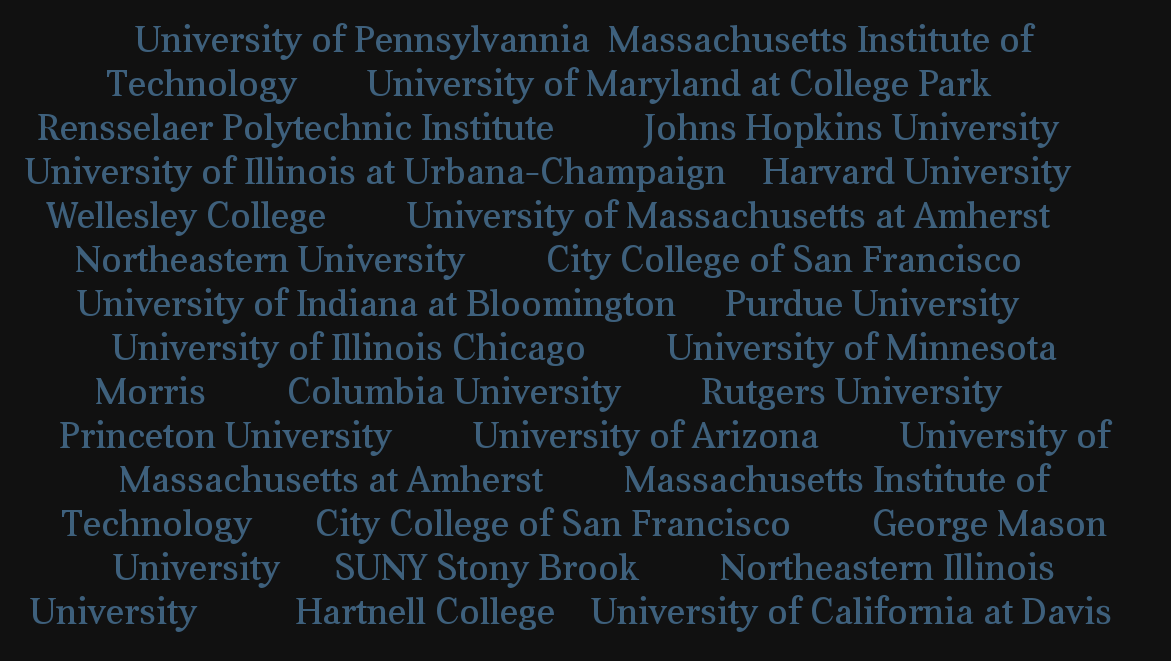 University of Pennsylvannia Massachusetts Institute of
Technology University of Maryland at College Park
Rensselaer Polytechnic Institute Johns Hopkins University
University of Illinois at Urbana-Champaign Harvard University
Wellesley College University of Massachusetts at Amherst
Northeastern University City College of San Francisco
University of Indiana at Bloomington Purdue University
University of Illinois Chicago University of Minnesota
Morris Columbia University Rutgers University
Princeton University University of Arizona University of
Massachusetts at Amherst Massachusetts Institute of
Technology City College of San Francisco George Mason
University SUNY Stony Brook Northeastern Illinois
University Hartnell College University of California at Davis